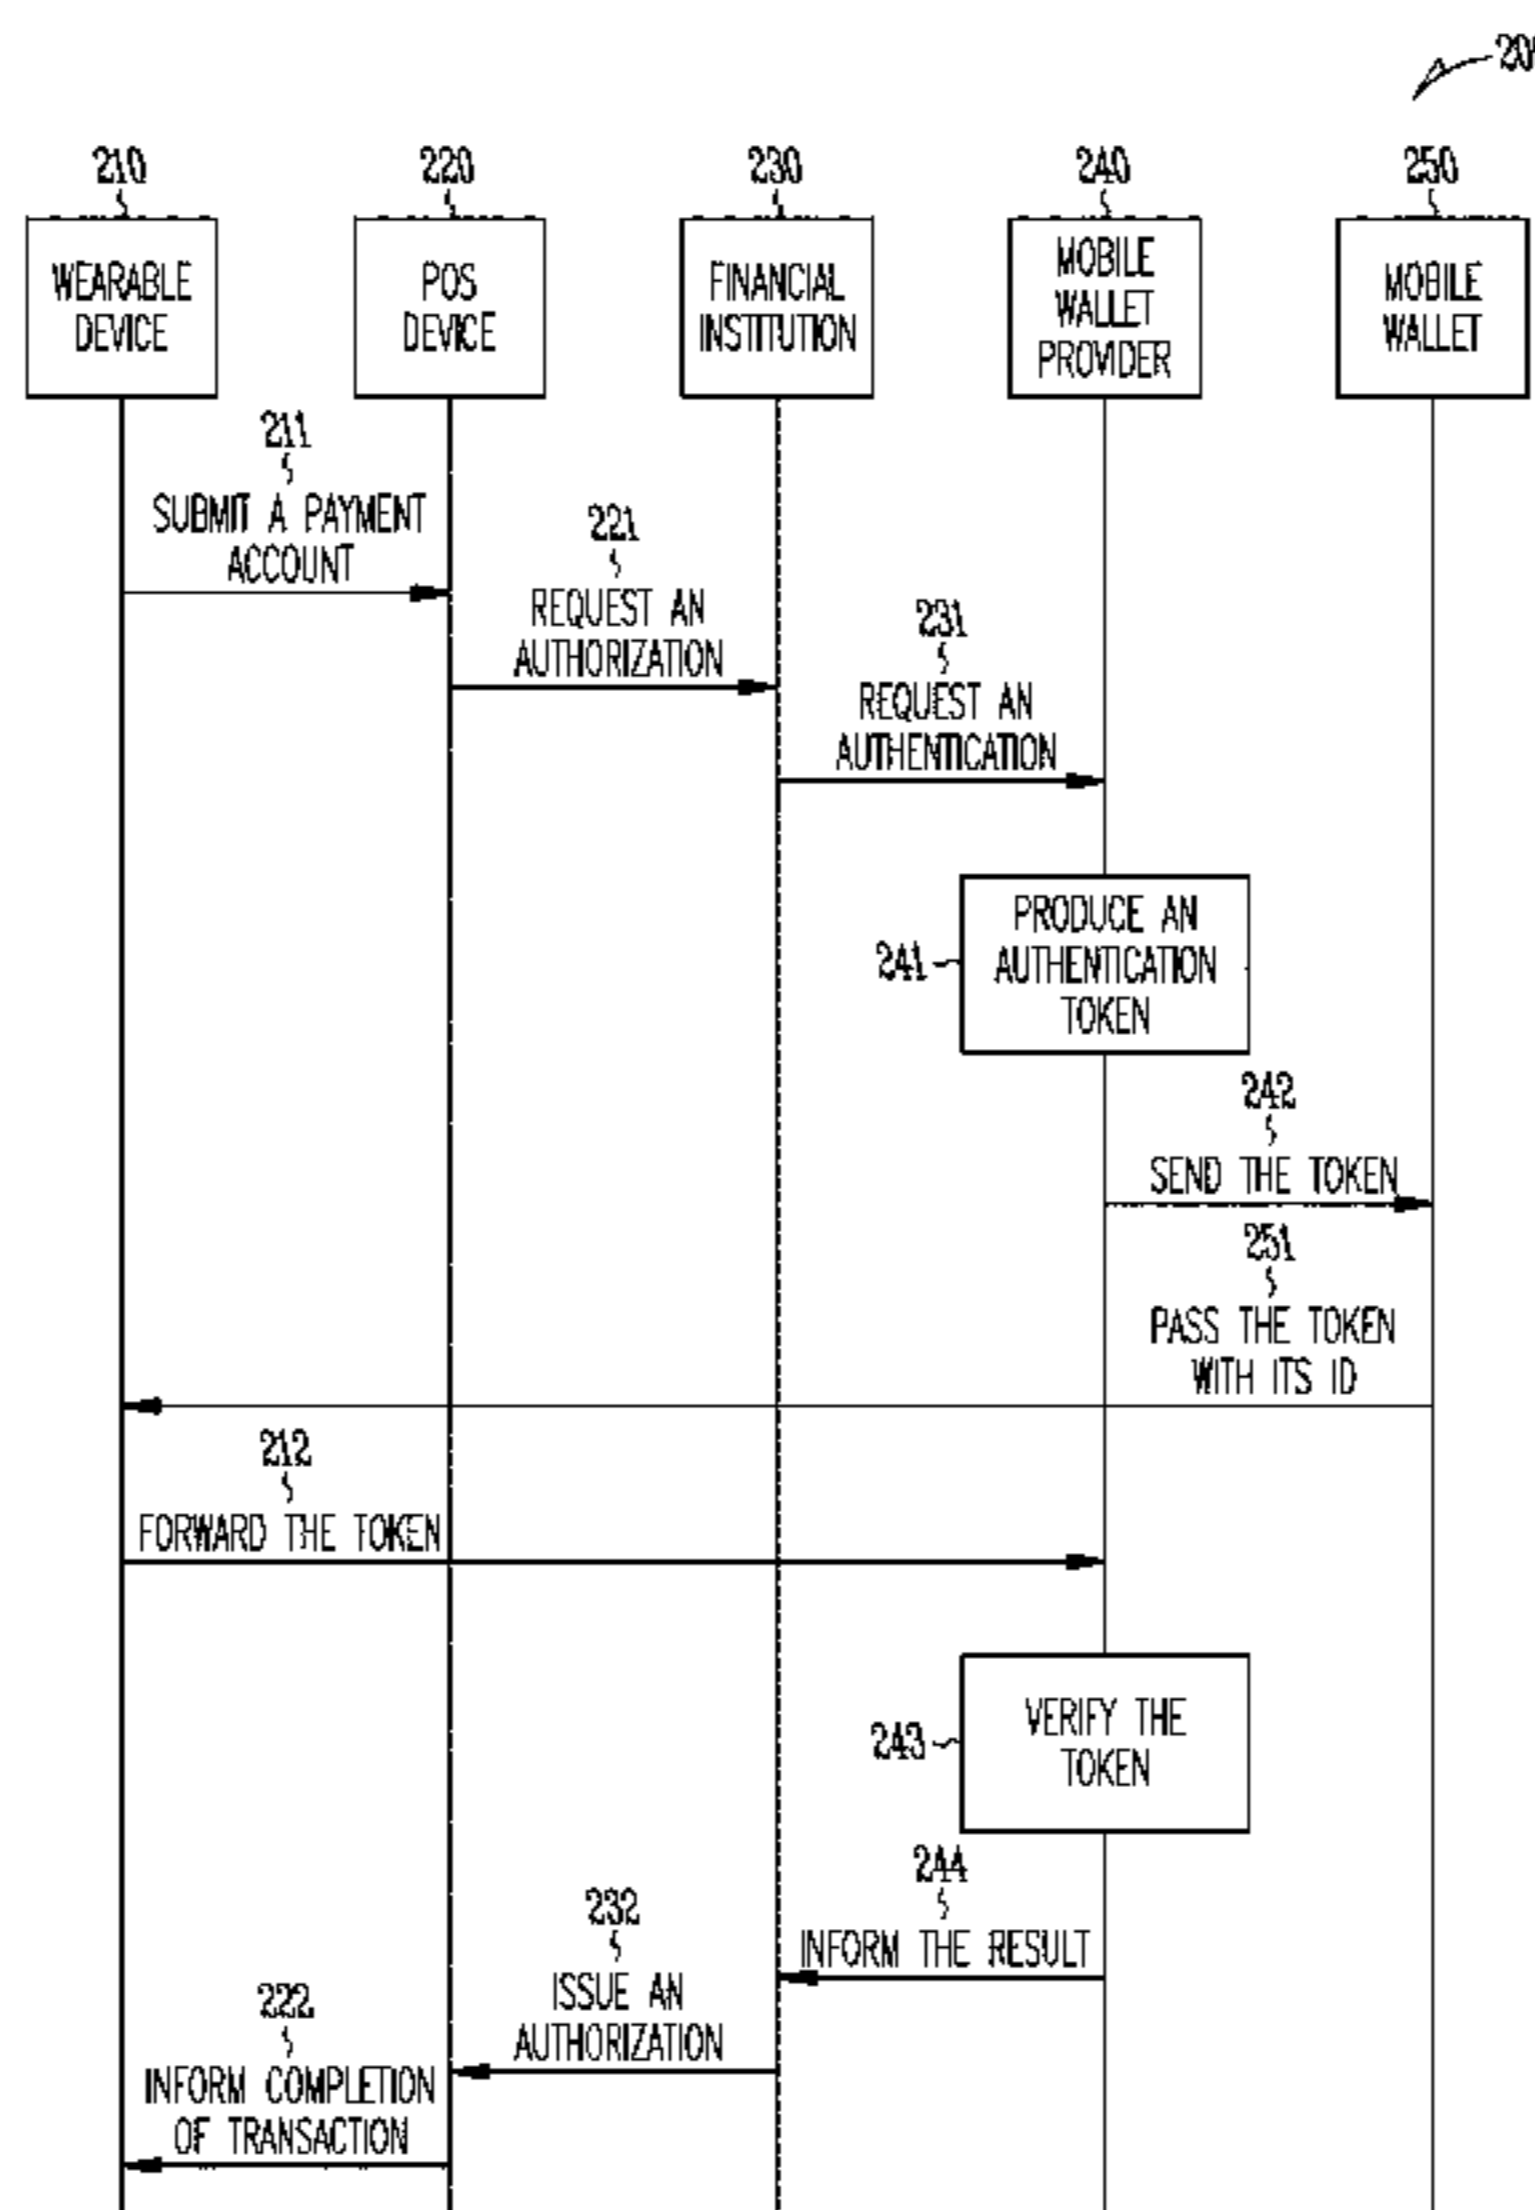 210
220
230
240
250
WEARABLE
DEVICE
POS
DEVICE
FINANCIAL
INSTITUTION
MOBILE
WALLET
PROVIDER
MOBILE
WALLET
211
SUBMIT A PAYMENT
ACCOUNT
221
REQUEST AN
AUTHORIZATION
231
REQUEST AN
AUTHENTICATION
241
PRODUCE AN
AUTHENTICATION
TOKEN
242
SEND THE TOKEN
251
PASS THE TOKEN
WITH ITS ID
212
FORWARD THE TOKEN
243
VERIFY THE
TOKEN
244
INFORM THE RESULT
232
ISSUE AN
AUTHORIZATION
222
INFORM COMPLETION
OF TRANSACTION